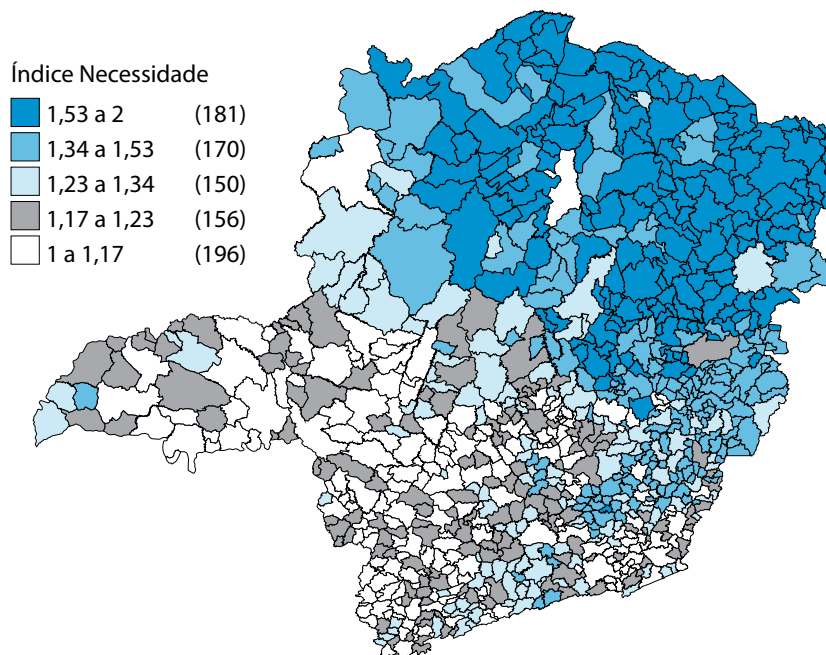 Índice Necessidade
1,53 a 2 (181)
1,34 a 1,53 (170)
1,23 a 1,34 (150)
1,17 a 1,23 (156)
1 a 1,17 (196)